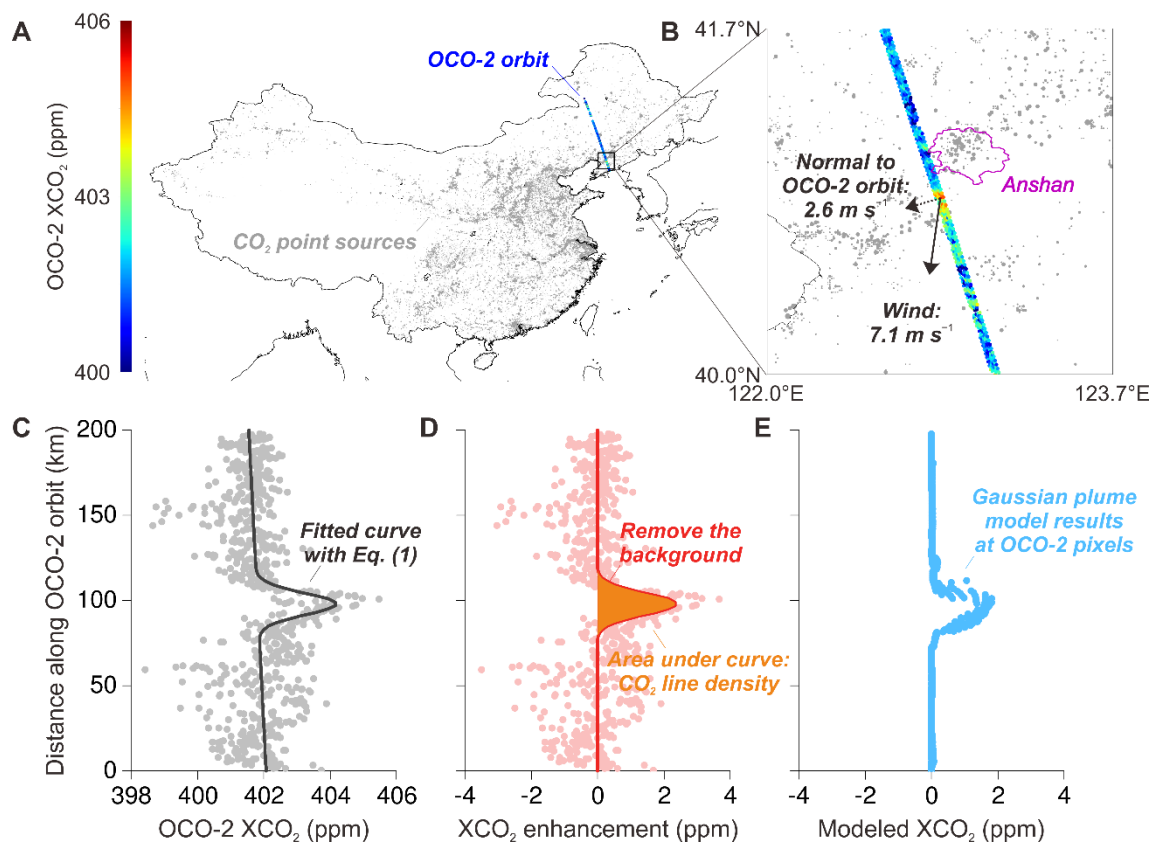 A
406
403
400
OCO-2 XCO₂ (ppm)
OCO-2 orbit
CO₂ point sources
B
41.7°N
40.0°N
122.0°E
123.7°E
Normal to
OCO-2 orbit:
2.6 m s⁻¹
Anshan
Wind:
7.1 m s⁻¹
C
Distance along OCO-2 orbit (km)
200
150
100
50
0
Fitted curve
with Eq. (1)
398
400
402
404
406
OCO-2 XCO₂ (ppm)
D
Remove the
background
Area under curve:
CO₂ line density
-4
-2
0
2
4
XCO₂ enhancement (ppm)
E
Gaussian plume
model results
at OCO-2 pixels
-4
-2
0
2
4
Modeled XCO₂ (ppm)